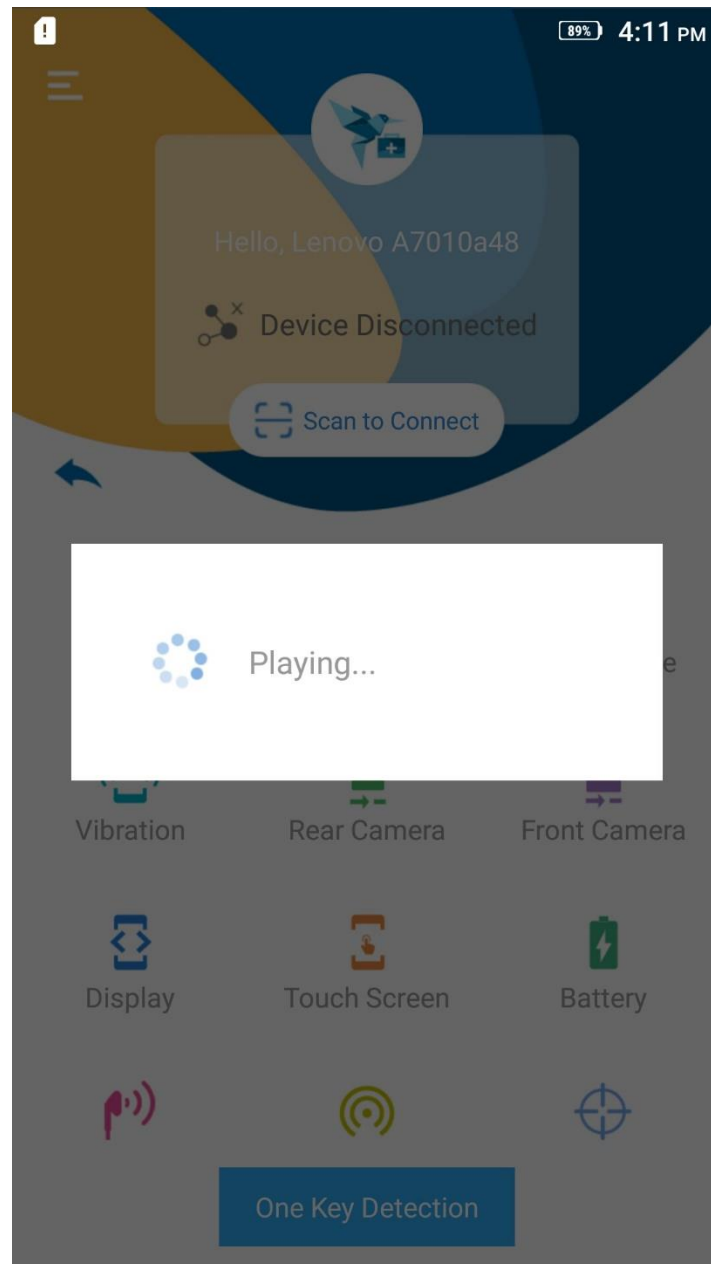 89% 4:11 PM
Hello, Lenovo A7010a48
Device Disconnected
Scan to Connect
Playing...
e
Vibration Rear Camera Front Camera
Display Touch Screen Battery
One Key Detection